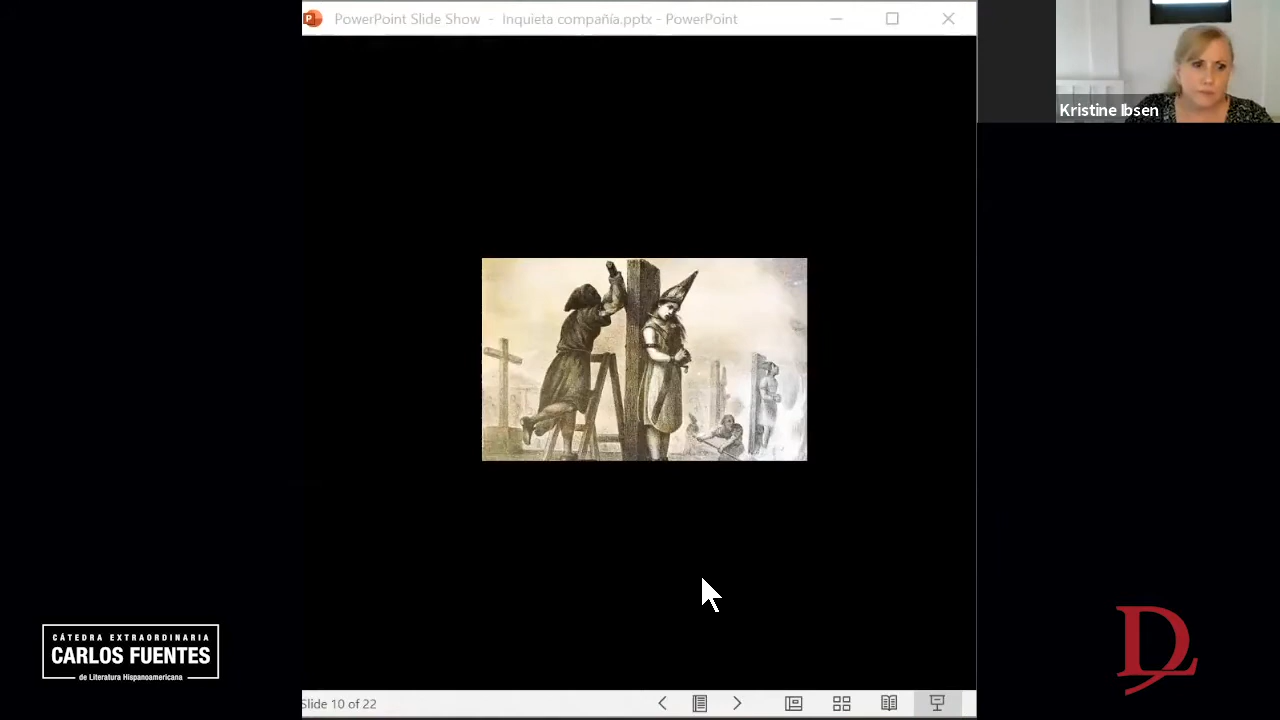 PowerPoint Slide Show - Inquieta compañía.pptx - PowerPoint
Kristine Ibsen
CÁTEDRA EXTRAORDINARIA
CARLOS FUENTES
de Literatura Hispanoamericana
DL
Slide 10 of 22